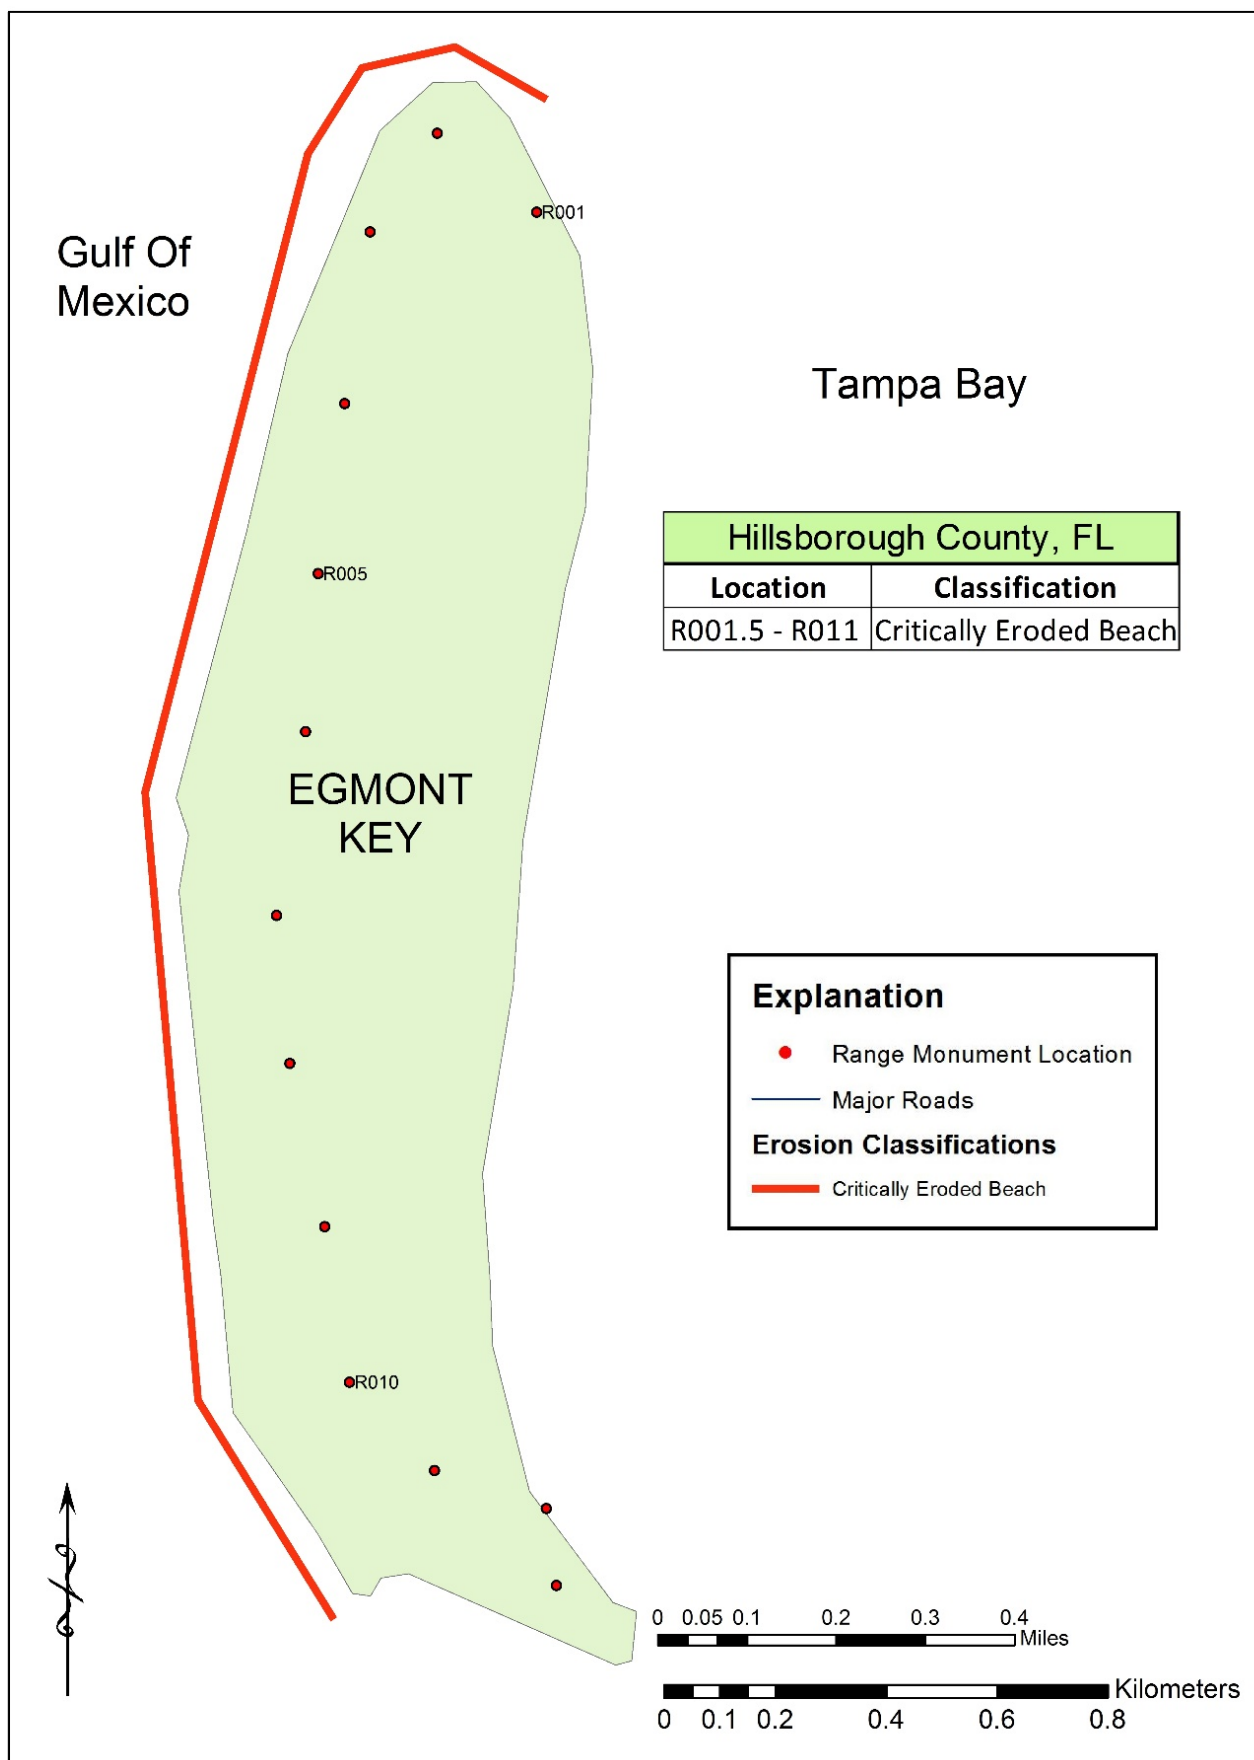 R001
Gulf Of
Mexico
Tampa Bay
Hillsborough County, FL
Location Classification
R001.5 - R011 Critically Eroded Beach
R005
EGMONT
KEY
Explanation
Range Monument Location
Major Roads
Erosion Classifications
Critically Eroded Beach
R010
0 0.05 0.1 0.2 0.3 0.4
Miles
Kilometers
0 0.1 0.2 0.4 0.6 0.8